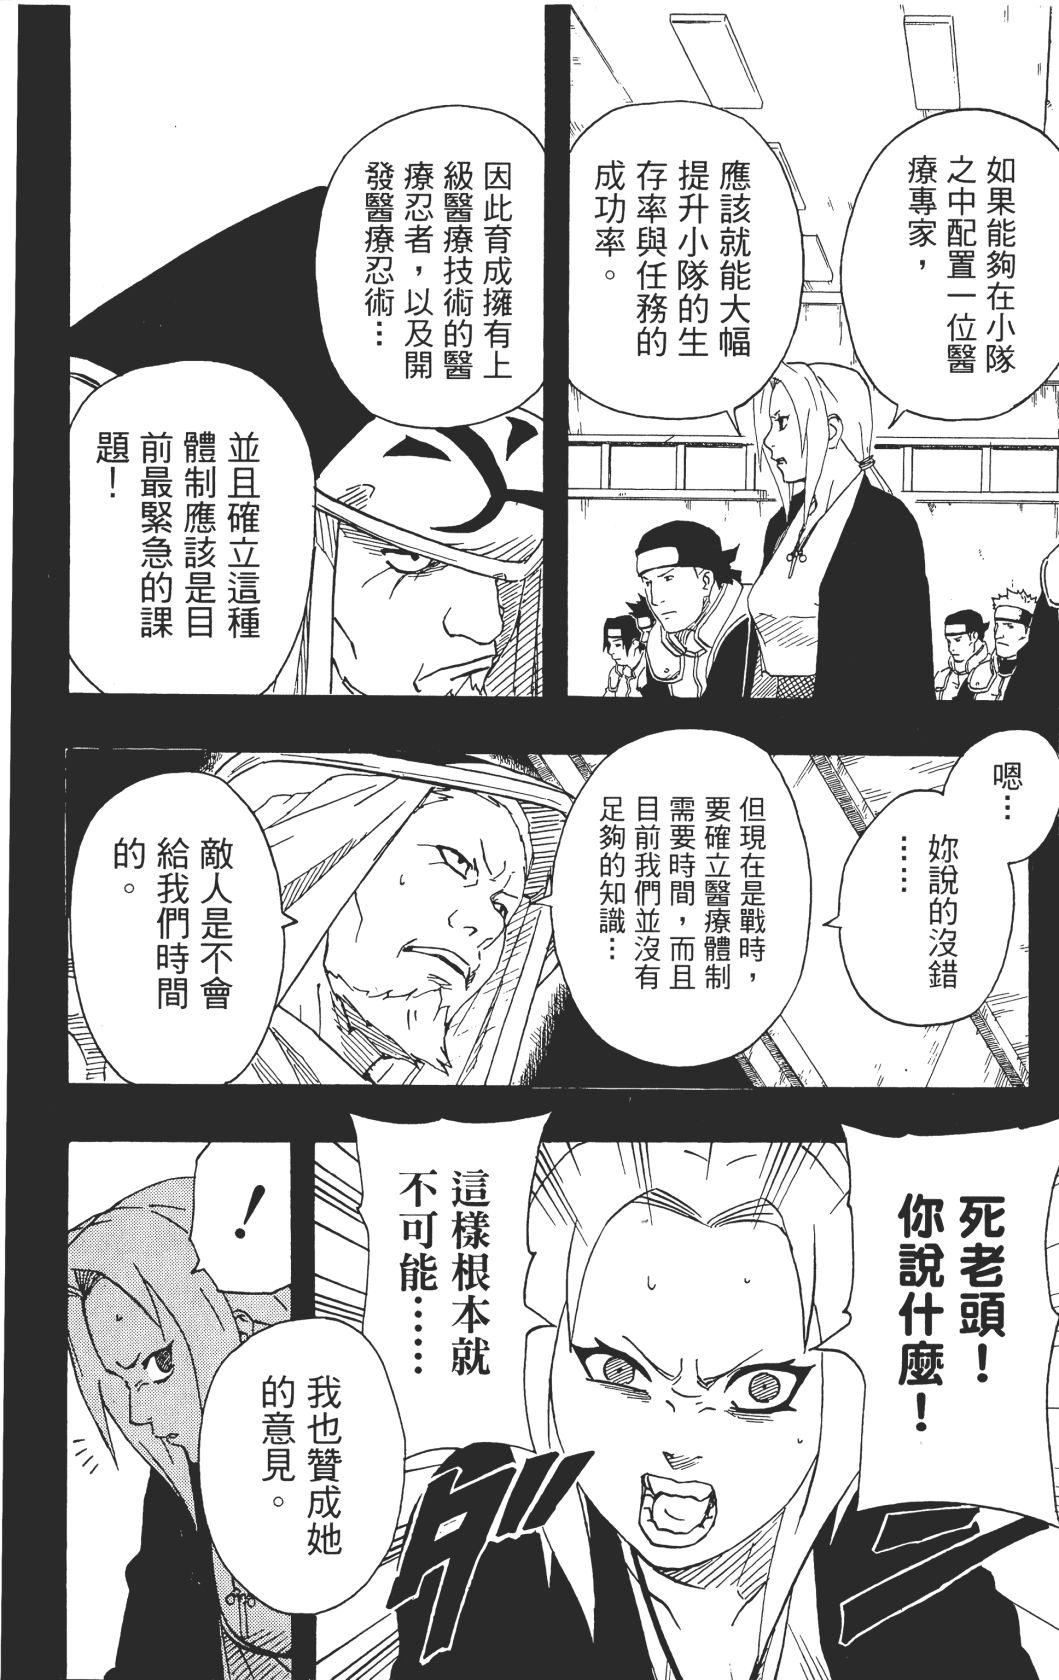 如果能夠在小隊
之中配置一位醫
療專家，
應該就能大幅
提升小隊的生
存率與任務的
成功率。
因此育成擁有上
級醫療技術的醫
療忍者，以及開
發醫療忍術…
並且確立這種
體制應該是目
前最緊急的課
題！
嗯…
妳說的沒錯
……
但現在是戰時，
要確立醫療體制
需要時間，而且
目前我們並沒有
足夠的知識…
敵人是不會
給我們時間
的。
死老頭！
你說什麼！
這樣根本就
不可能……
！
我也贊成她
的意見。
ダッ